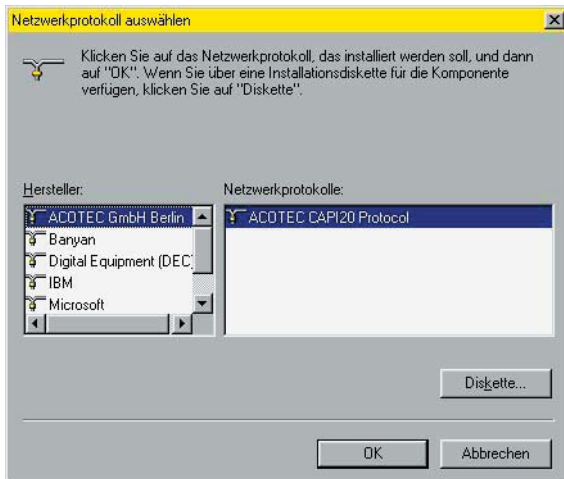 Netzwerkprotokoll auswählen
Klicken Sie auf das Netzwerkprotokoll, das installiert werden soll, und dann
auf "OK". Wenn Sie über eine Installationsdiskette für die Komponente
verfügen, klicken Sie auf "Diskette".
Hersteller:
ACOTEC GmbH Berlin
Banyan
Digital Equipment (DEC)
IBM
Microsoft
Netzwerkprotokolle:
ACOTEC CAPI20 Protocol
Diskette...
OK
Abbrechen